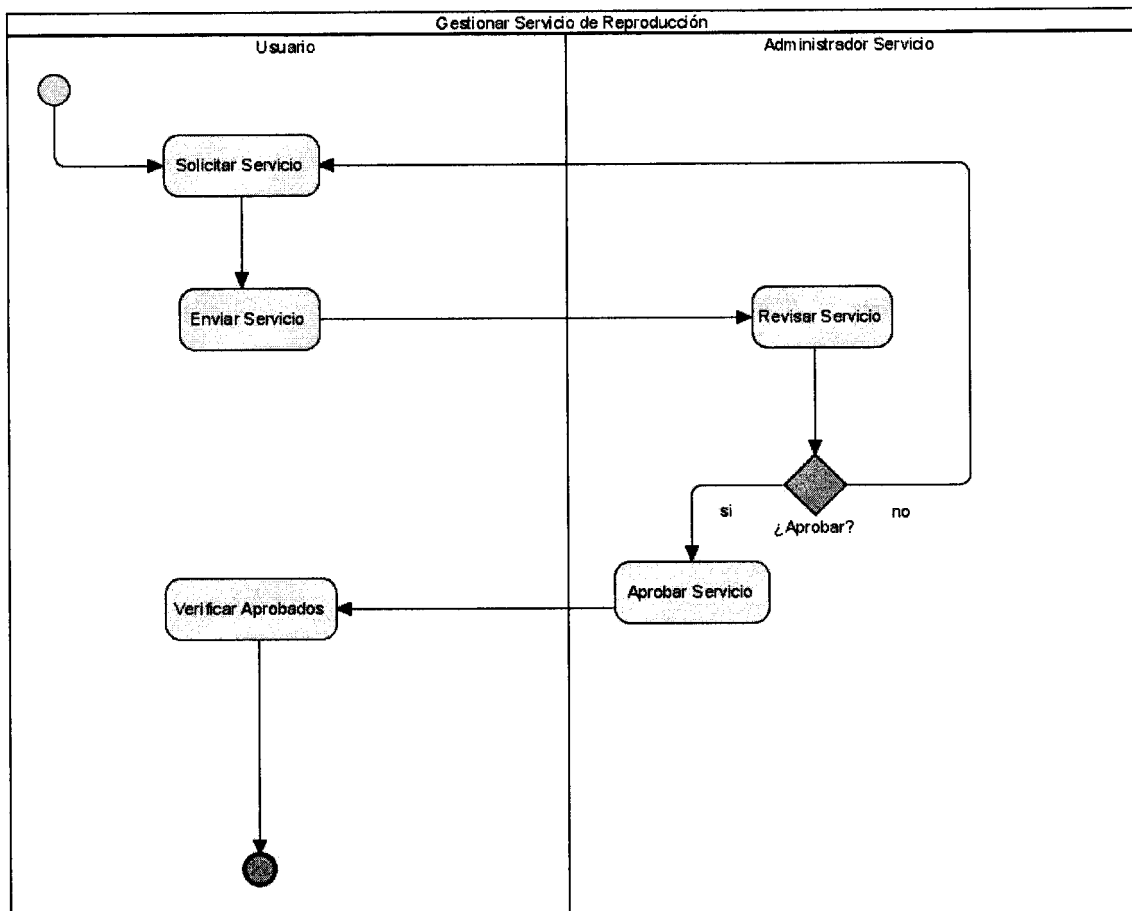 Gestionar Servicio de Reproducción
Usuario
Administrador Servicio
Solicitar Servicio
Enviar Servicio
Revisar Servicio
si
¿Aprobar?
no
Verificar Aprobados
Aprobar Servicio